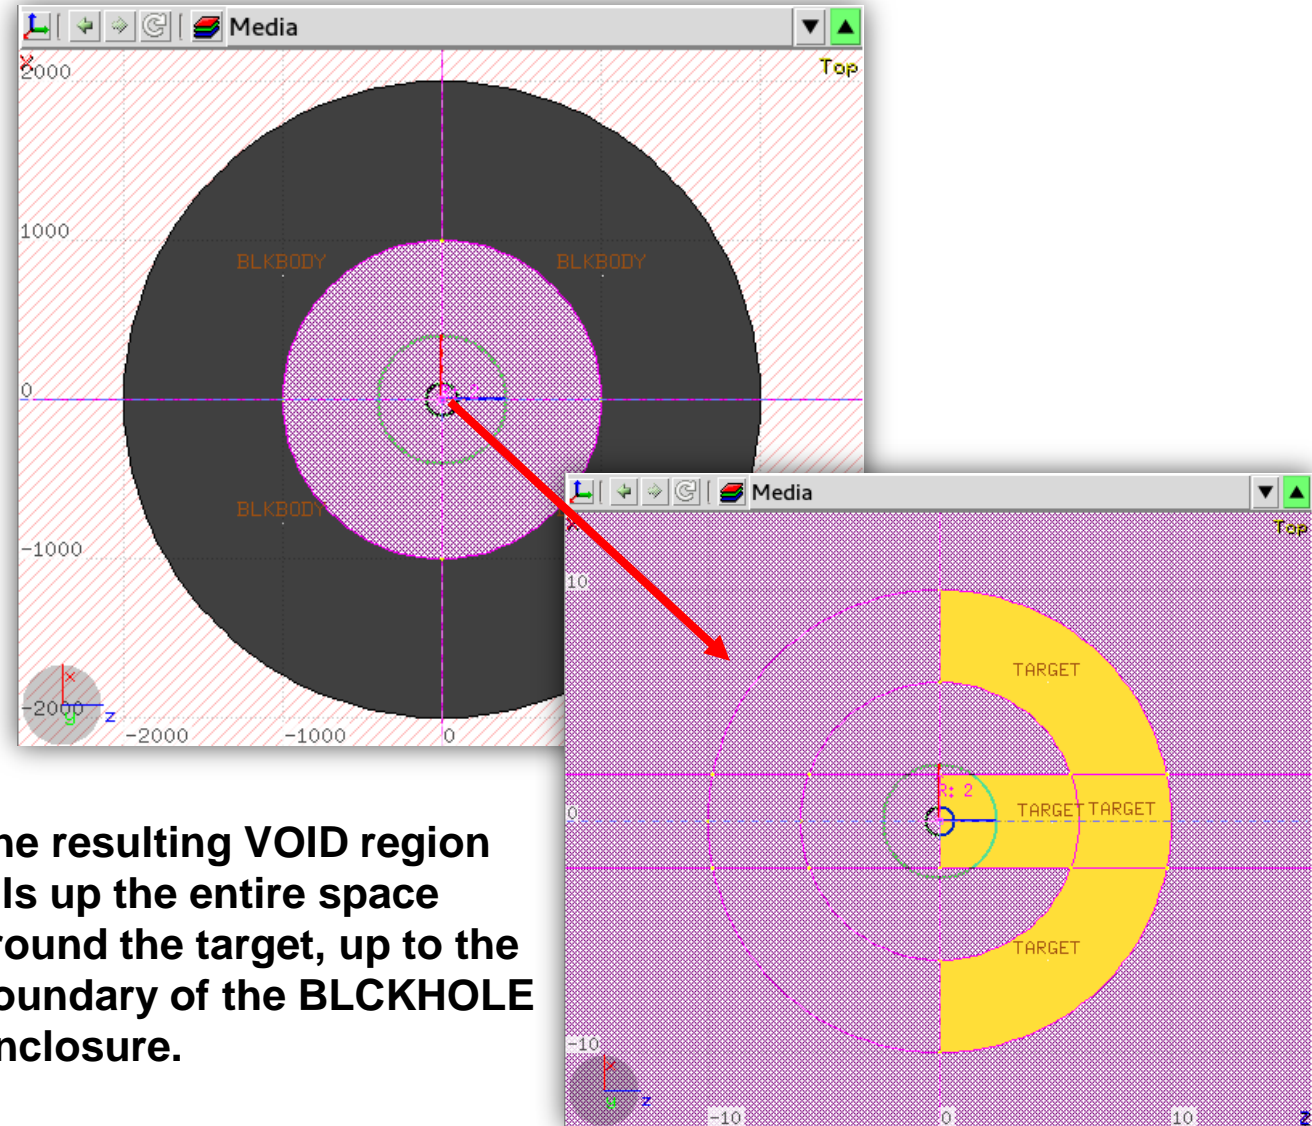 Media
Top
x
2000
1000
BLKBODY BLKBODY
0
BLKBODY
-1000
-2000
x
y z
-2000 -1000 0
Media
Top
10
TARGET
R: 2
0
TARGET TARGET
TARGET
-10
x
y z
-10 0 10 z
he resulting VOID region
lls up the entire space
round the target, up to the
oundary of the BLCKHOLE
nclosure.